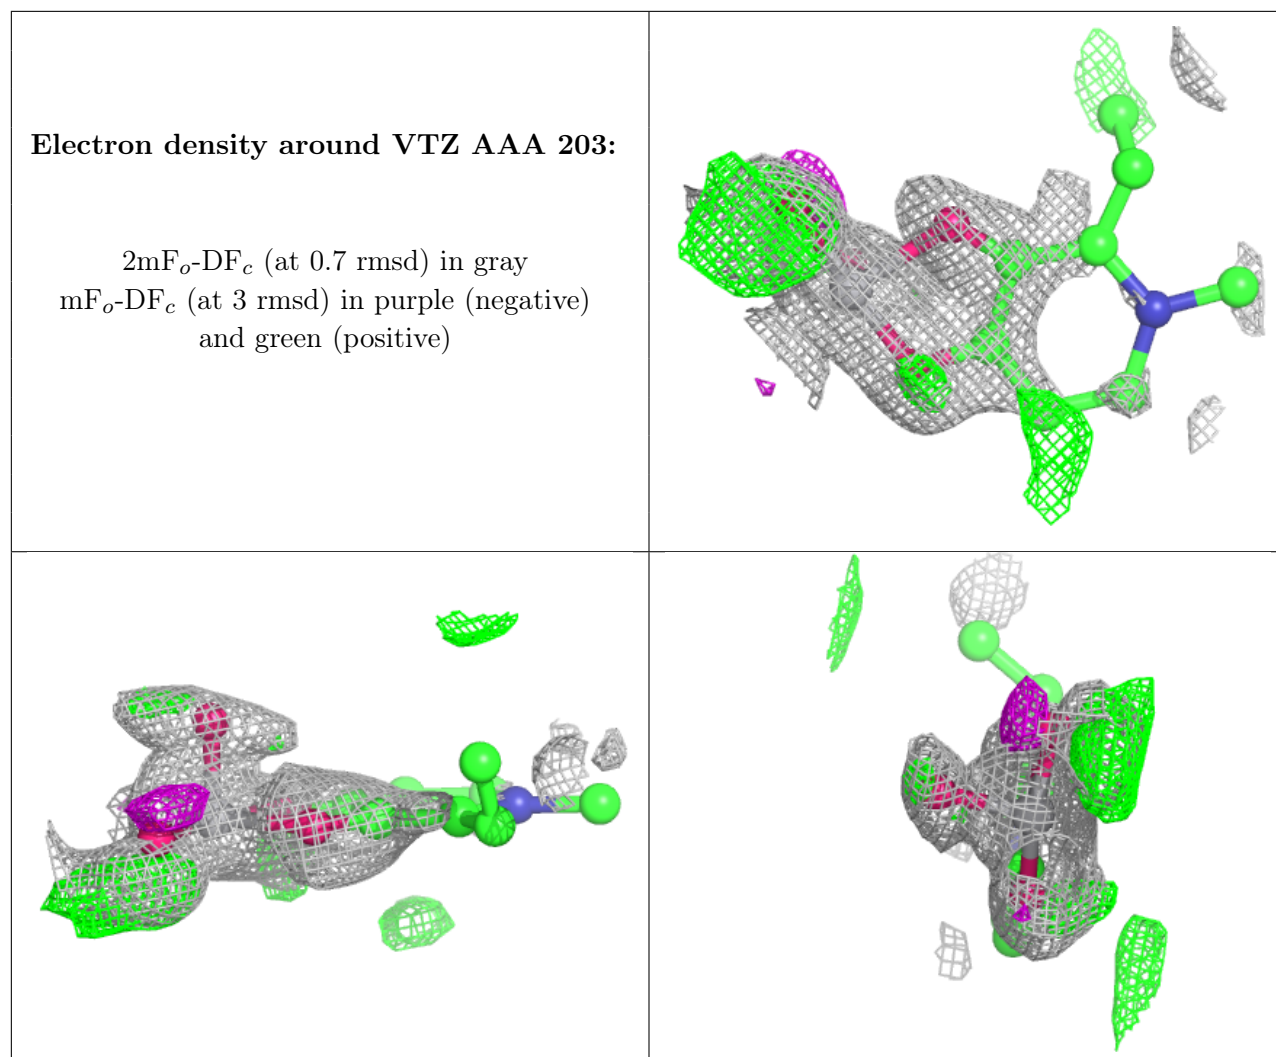 Electron density around VTZ AAA 203:
2mFo-DFc (at 0.7 rmsd) in gray
mFo-DFc (at 3 rmsd) in purple (negative)
and green (positive)